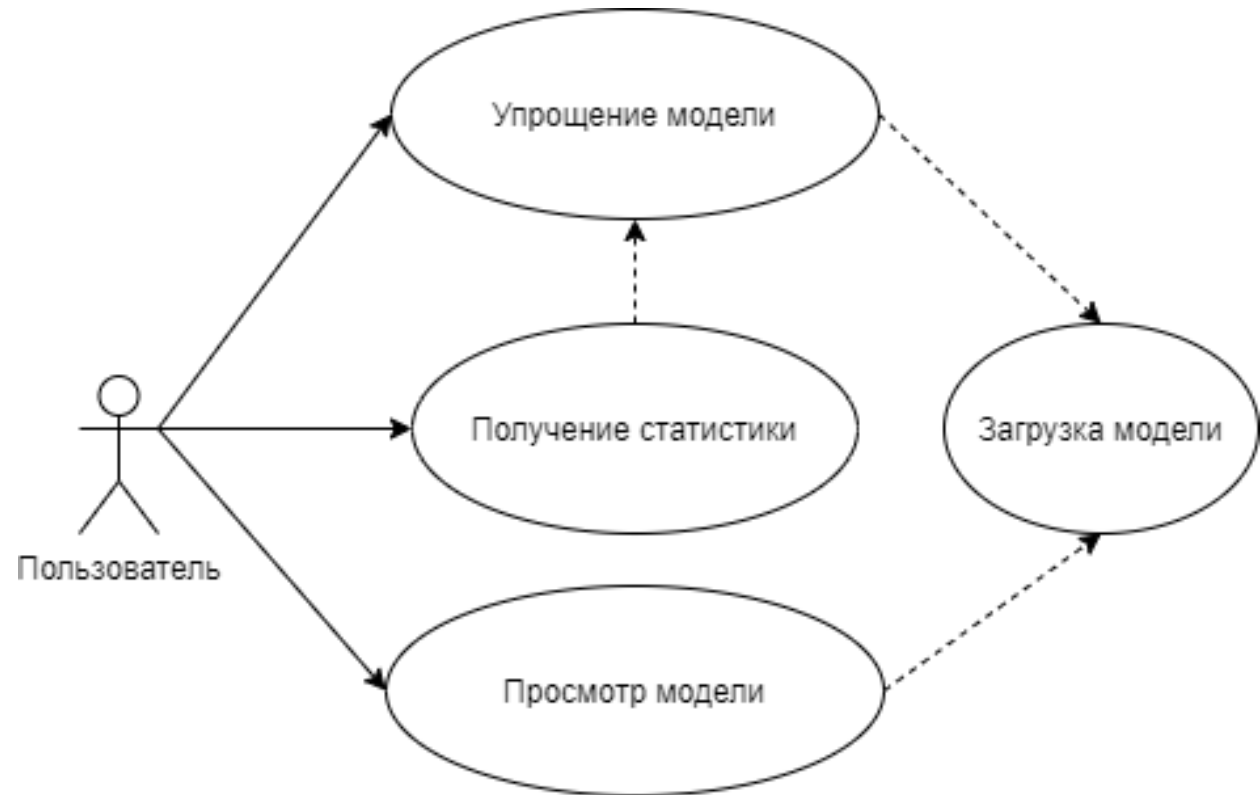 Упрощение модели
Получение статистики
Загрузка модели
Пользователь
Просмотр модели